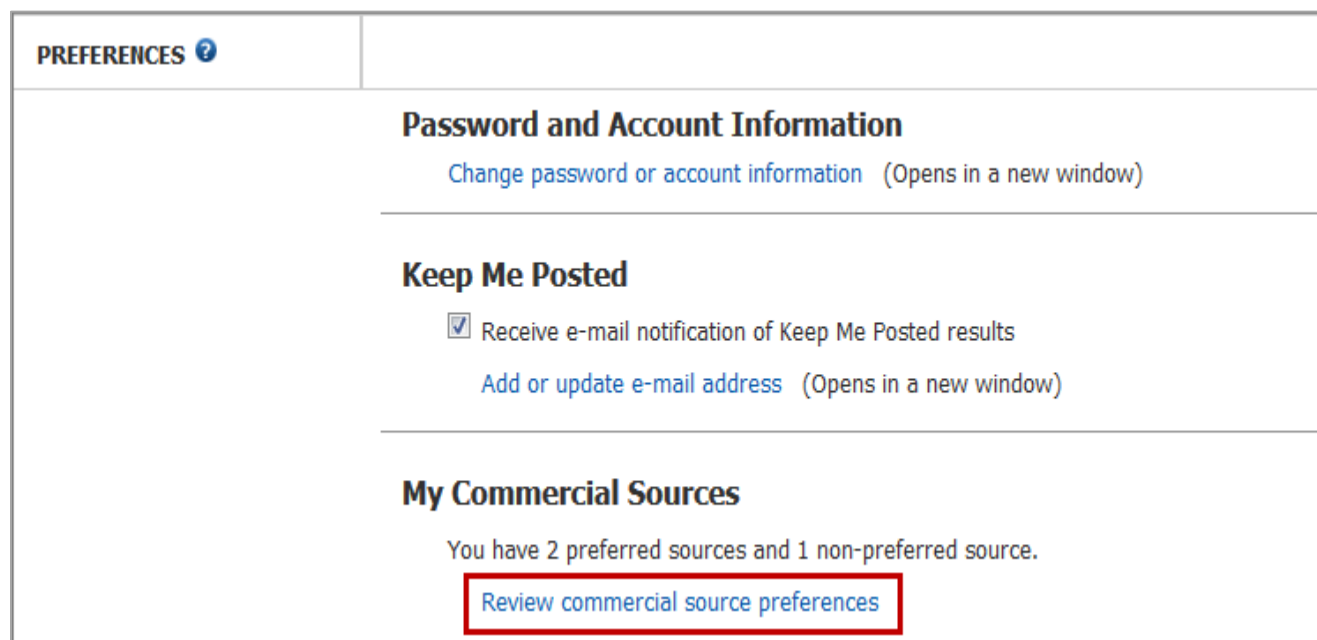 PREFERENCES ?
Password and Account Information
Change password or account information (Opens in a new window)
Keep Me Posted
Receive e-mail notification of Keep Me Posted results
Add or update e-mail address (Opens in a new window)
My Commercial Sources
You have 2 preferred sources and 1 non-preferred source.
Review commercial source preferences